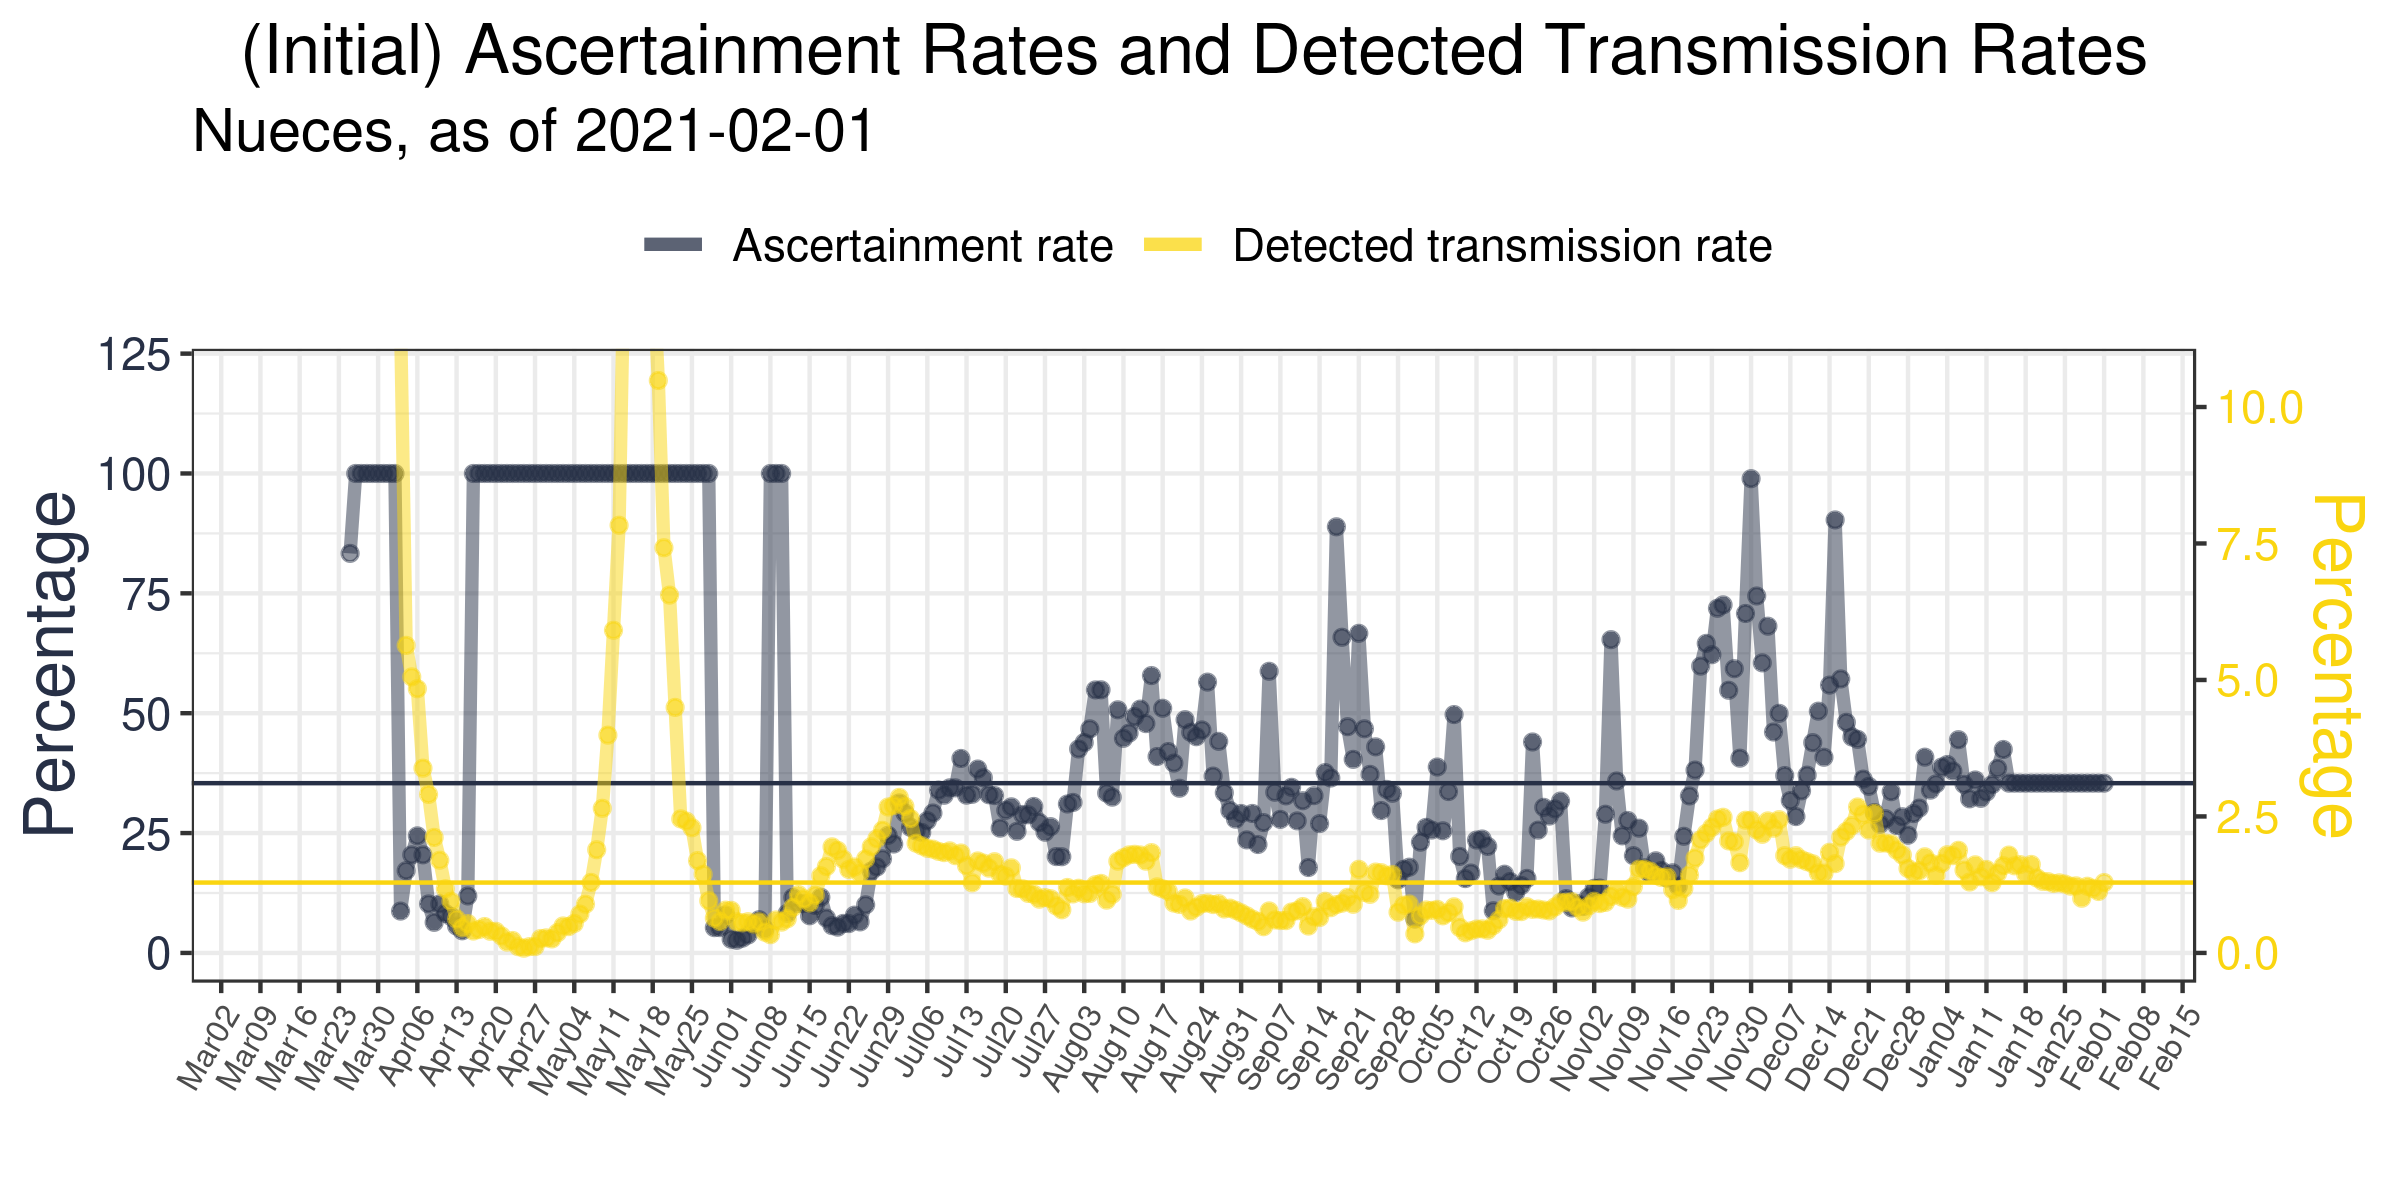 (Initial) Ascertainment Rates and Detected Transmission Rates
Nueces, as of 2021-02-01
Ascertainment rate
Detected transmission rate
Percentage
125
100
75
50
25
0
10.0
7.5
5.0
2.5
0.0
Percentage
Mar02
Mar09
Mar16
Mar23
Mar30
Apr06
Apr13
Apr20
Apr27
May04
May11
May18
May25
Jun01
Jun08
Jun15
Jun22
Jun29
Jul06
Jul13
Jul20
Jul27
Aug03
Aug10
Aug17
Aug24
Aug31
Sep07
Sep14
Sep21
Sep28
Oct05
Oct12
Oct19
Oct26
Nov02
Nov09
Nov16
Nov23
Nov30
Dec07
Dec14
Dec21
Dec28
Jan04
Jan11
Jan18
Jan25
Feb01
Feb08
Feb15